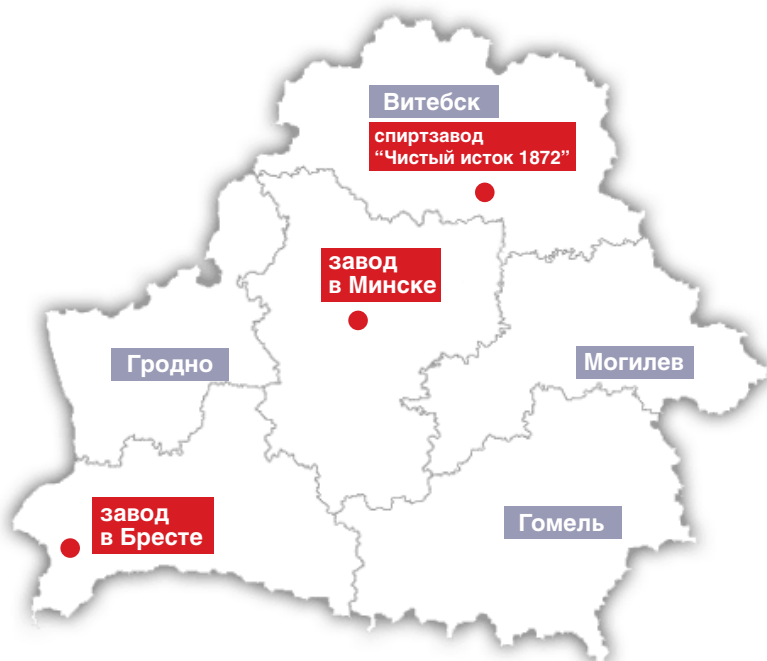 Витебск
спиртзавод
“Чистый исток 1872”
завод
в Минске
Гродно
Могилев
завод
в Бресте
Гомель